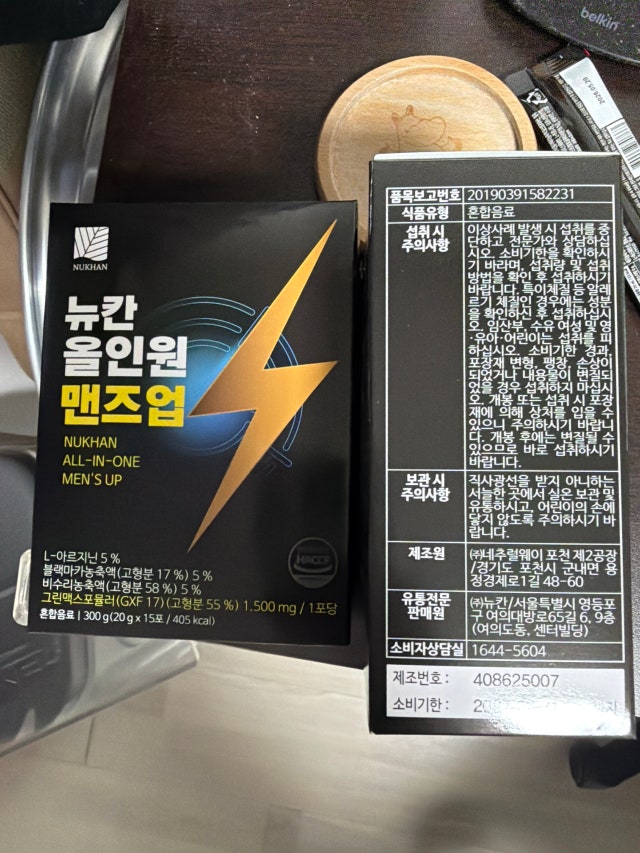 belkin
2026.05.20
NUKHAN
뉴칸
올인원
맨즈업
NUKHAN
ALL-IN-ONE
MEN'S UP
HACCP
L-아르지닌 5 %
블랙마카농축액(고형분 17 %) 5 %
비수리농축액(고형분 58 %) 5 %
그린맥스포뮬러(GXF 17) (고형분 55 %) 1.500 mg / 1포당
혼합음료 | 300 g (20 g x 15포 / 405 kcal)
품목보고번호 20190391582231
식품유형 혼합음료
섭취 시 주의사항
이상사례 발생 시 섭취를 중
단하고 전문가와 상담하십
시오. 소비기한을 확인하시
기 바라며, 섭취량 및 섭취
방법을 확인 후 섭취하시기
바랍니다. 특이체질 등 알레
르기 체질인 경우에는 성분
을 확인하신 후 섭취하십시
오. 임산부, 수유 여성 및 영
·유아·어린이는 섭취를 피
하십시오. 소비기한 경과,
포장재 변형, 팽창, 손상이
되었거나 내용물이 변질되
었을 경우 섭취하지 마십시
오. 개봉 또는 섭취 시 포장
재에 의해 상처를 입을 수
있으니 주의하시기 바랍니
다. 개봉 후에는 변질될 수
있으므로 바로 섭취하시기
바랍니다.
보관 시 주의사항
직사광선을 받지 아니하는
서늘한 곳에서 실온 보관 및
유통하시고, 어린이의 손에
닿지 않도록 주의하시기 바
랍니다.
제조원
㈜네추럴웨이 포천 제2공장
/경기도 포천시 군내면 용
정경제로1길 48-60
유통전문 판매원
㈜뉴칸/서울특별시 영등포
구 여의대방로65길 6, 9층
(여의도동, 센터빌딩)
소비자상담실 1644-5604
제조번호 : 408625007
소비기한 :